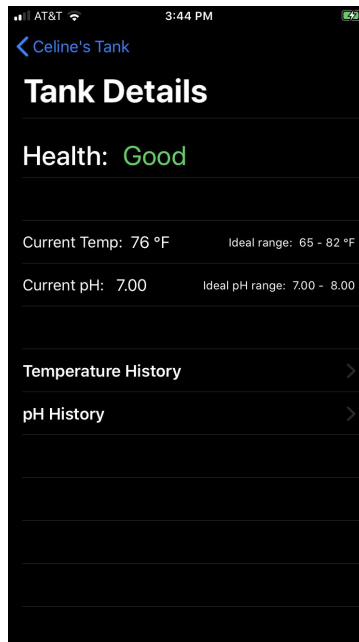 AT&T 3:44 PM
Celine's Tank
Tank Details
Health: Good
Current Temp: 76 °F Ideal range: 65 - 82 °F
Current pH: 7.00 Ideal pH range: 7.00 - 8.00
Temperature History
pH History